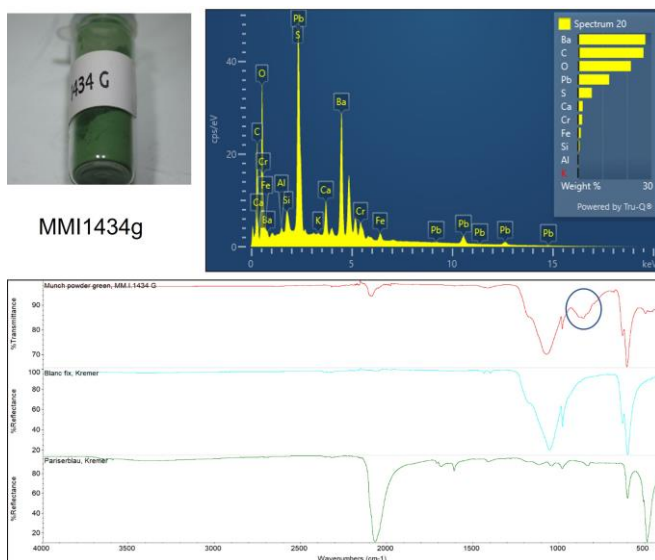 434 G
MMI1434g
Pb
S
O
C
Cr
Fe
Al
Si
Ca
Ba
K
Ca
Ba
Cr
Fe
Pb
Pb
Pb
Pb
Pb
40
20
0
cps/eV
0
5
10
15
keV
Spectrum 20
Ba
C
O
Pb
S
Ca
Cr
Fe
Si
Al
K
Weight %
30
Powered by Tru-Q®
Munch powder green, MM.I.1434 G
%Transmittance
90
80
70
Blanc fix, Kremer
%Reflectance
100
80
60
40
20
Pariserblau, Kremer
%Reflectance
80
60
40
20
4000
3500
3000
2500
2000
1500
1000
500
Wavenumbers (cm-1)